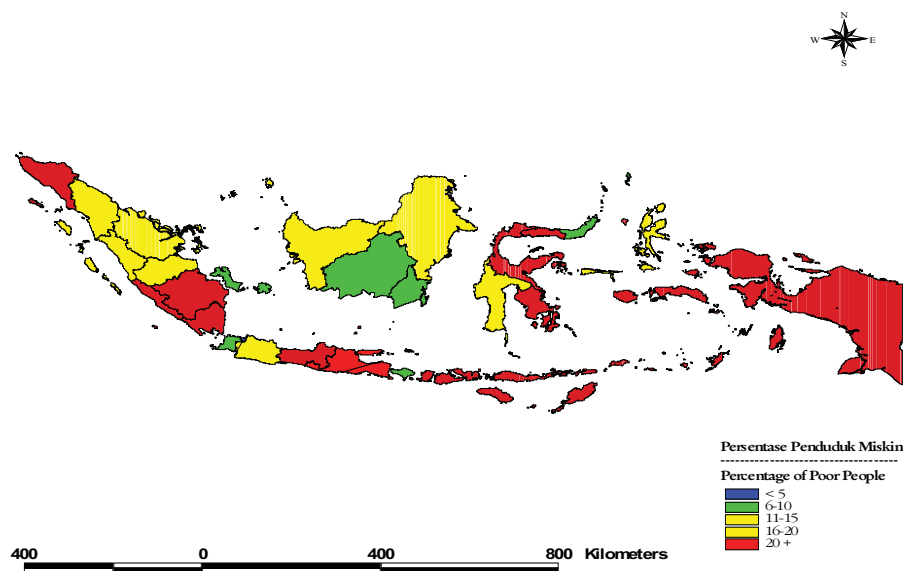 N
W E
S
Persentase Penduduk Miskin
Percentage of Poor People
< 5
6-10
11-15
16-20
20 +
400 0 400 800 Kilometers